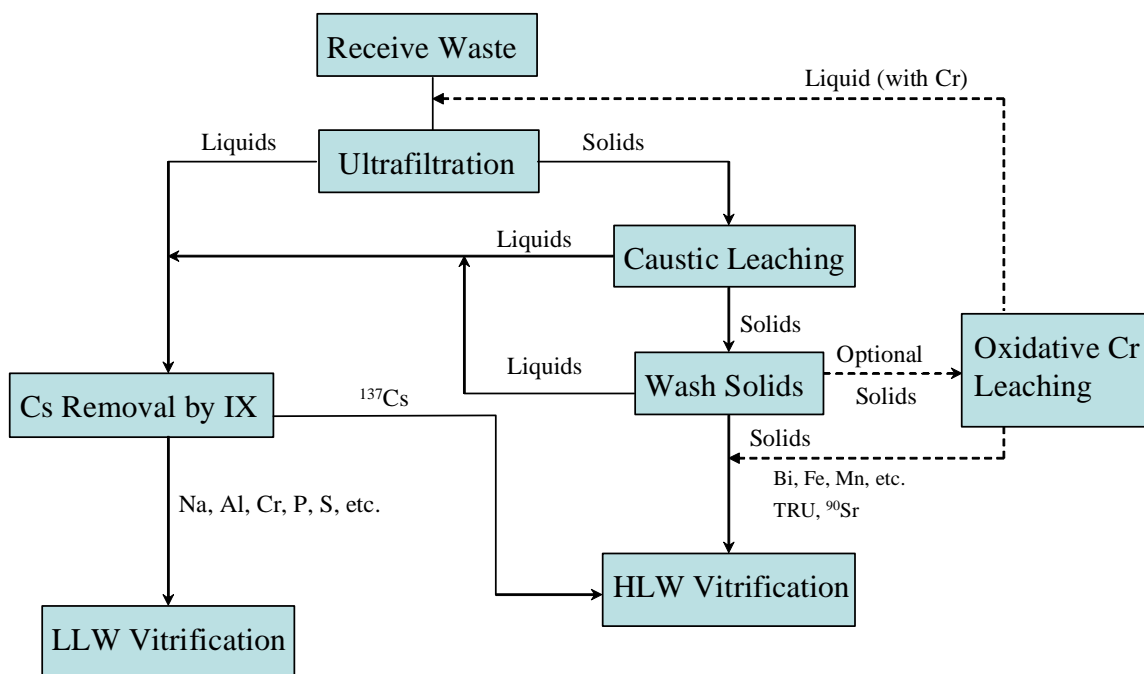 Receive Waste
Liquid (with Cr)
Liquids
Solids
Ultrafiltration
Liquids
Caustic Leaching
Solids
Optional
Solids
Oxidative Cr
Leaching
Liquids
Wash Solids
Cs Removal by IX
¹³⁷Cs
Solids
Bi, Fe, Mn, etc.
TRU, ⁹⁰Sr
Na, Al, Cr, P, S, etc.
HLW Vitrification
LLW Vitrification